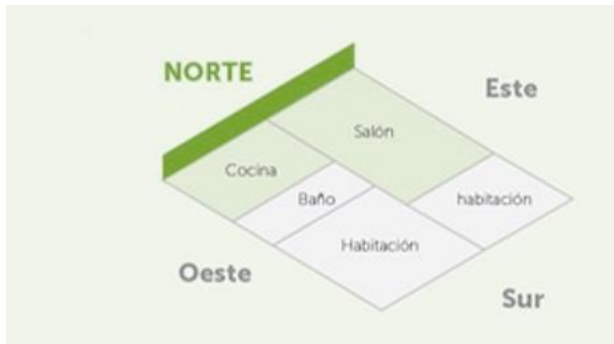 NORTE
Este
Salón
Cocina
Baño
habitación
Habitación
Oeste
Sur